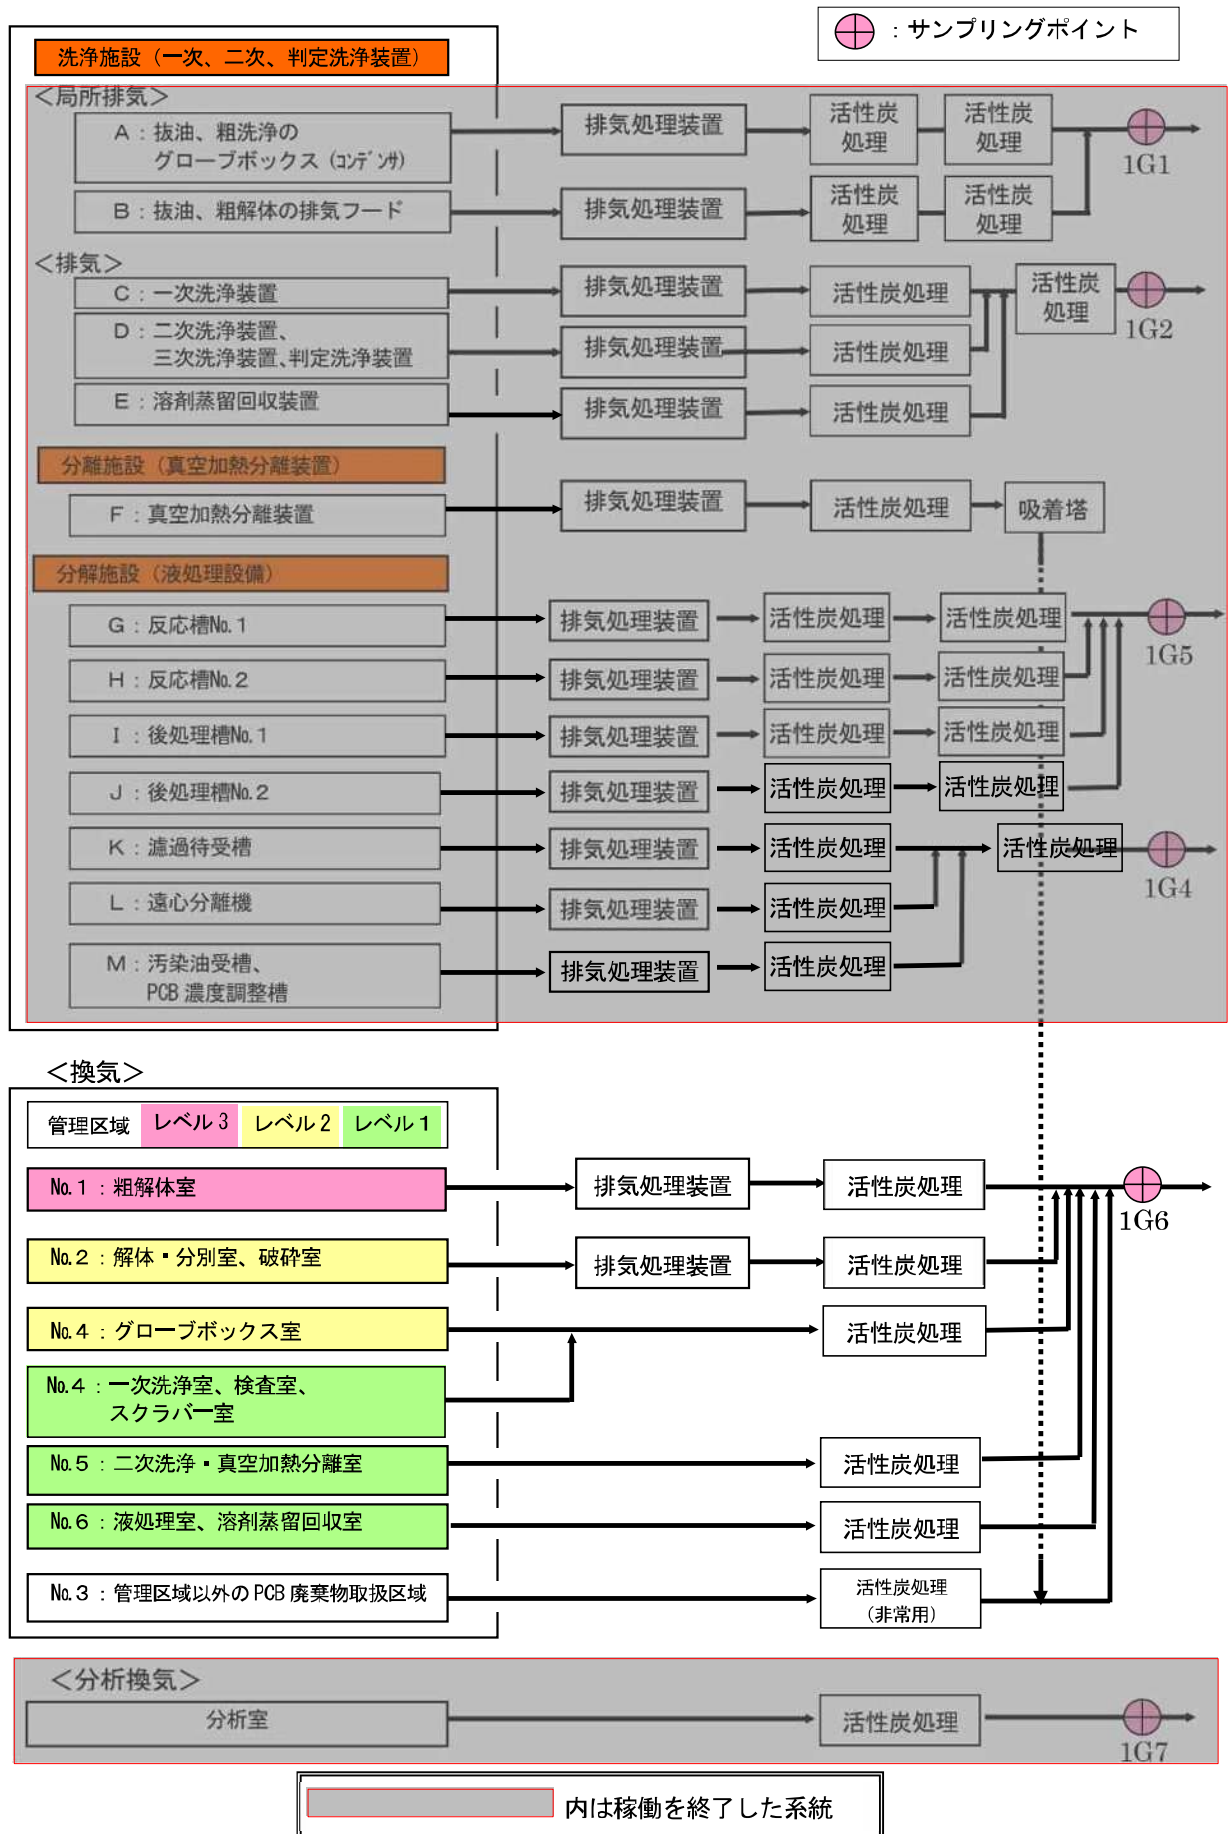 ：サンプリングポイント
洗浄施設（一次、二次、判定洗浄装置）
＜局所排気＞
A：抜油、粗洗浄の
グローブボックス（ｺﾝﾃﾞﾝｻ）
排気処理装置
活性炭
処理
活性炭
処理
1G1
B：抜油、粗解体の排気フード
排気処理装置
活性炭
処理
活性炭
処理
＜排気＞
C：一次洗浄装置
排気処理装置
活性炭処理
活性炭
処理
1G2
D：二次洗浄装置、
三次洗浄装置、判定洗浄装置
排気処理装置
活性炭処理
E：溶剤蒸留回収装置
排気処理装置
活性炭処理
分離施設（真空加熱分離装置）
F：真空加熱分離装置
排気処理装置
活性炭処理
吸着塔
分解施設（液処理設備）
G：反応槽№1
排気処理装置
活性炭処理
活性炭処理
1G5
H：反応槽№2
排気処理装置
活性炭処理
活性炭処理
I：後処理槽№1
排気処理装置
活性炭処理
活性炭処理
J：後処理槽№2
排気処理装置
活性炭処理
活性炭処理
K：濾過待受槽
排気処理装置
活性炭処理
活性炭処理
1G4
L：遠心分離機
排気処理装置
活性炭処理
M：汚染油受槽、
PCB濃度調整槽
排気処理装置
活性炭処理
＜換気＞
管理区域 レベル3 レベル2 レベル1
№1：粗解体室
排気処理装置
活性炭処理
1G6
№2：解体・分別室、破砕室
排気処理装置
活性炭処理
№4：グローブボックス室
活性炭処理
№4：一次洗浄室、検査室、
スクラバー室
№5：二次洗浄・真空加熱分離室
活性炭処理
№6：液処理室、溶剤蒸留回収室
活性炭処理
№3：管理区域以外のPCB廃棄物取扱区域
活性炭処理
（非常用）
＜分析換気＞
分析室
活性炭処理
1G7
内は稼働を終了した系統